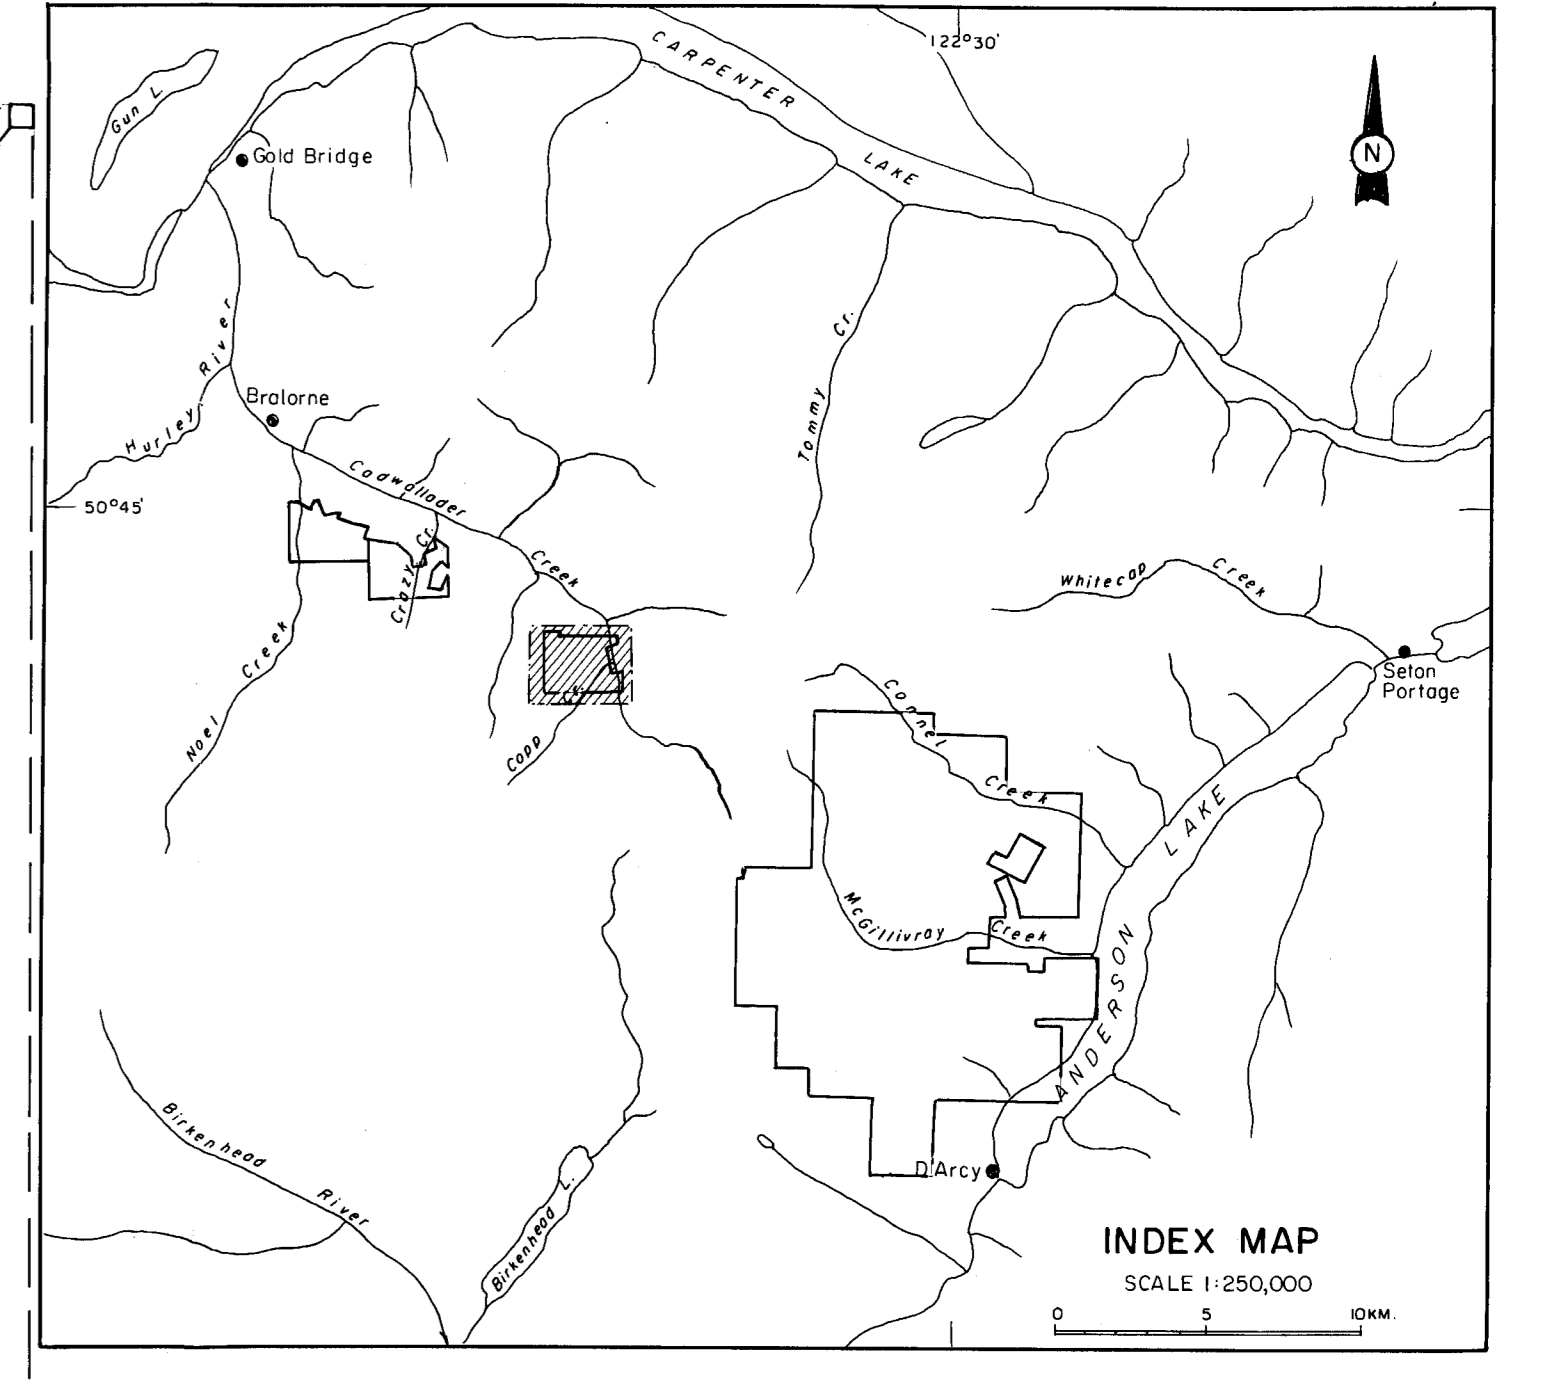 122°30'
CARPENTER
LAKE
Gun L.
N
Gold Bridge
Hurley River
Bralorne
Tommy Cr.
Cadwallader
Creek
50°45'
Crazy Cr.
Whitecap Creek
Noel Creek
Seton
Portage
Copp
Connel
Creek
McGillivray Creek
ANDERSON LAKE
Birkenhead
River
Birkenhead L.
D'Arcy
INDEX MAP
SCALE 1:250,000
0 5 10KM.